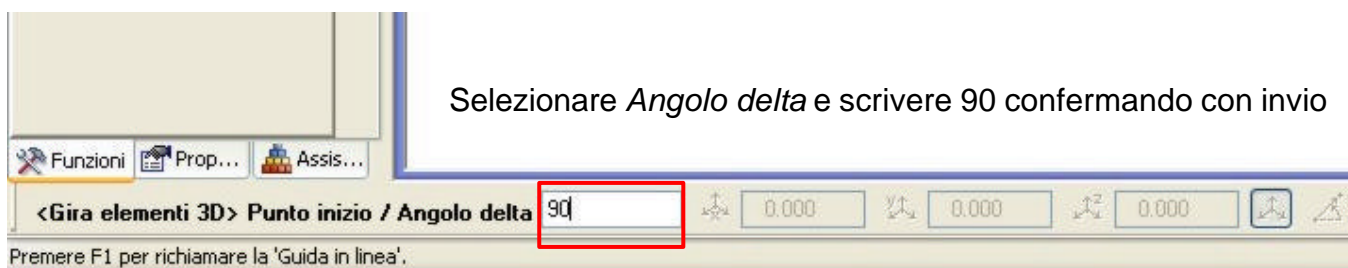 Selezionare Angolo delta e scrivere 90 confermando con invio
Funzioni Prop... Assis...
<Gira elementi 3D> Punto inizio / Angolo delta 90 0.000 0.000 0.000
Premere F1 per richiamare la 'Guida in linea'.